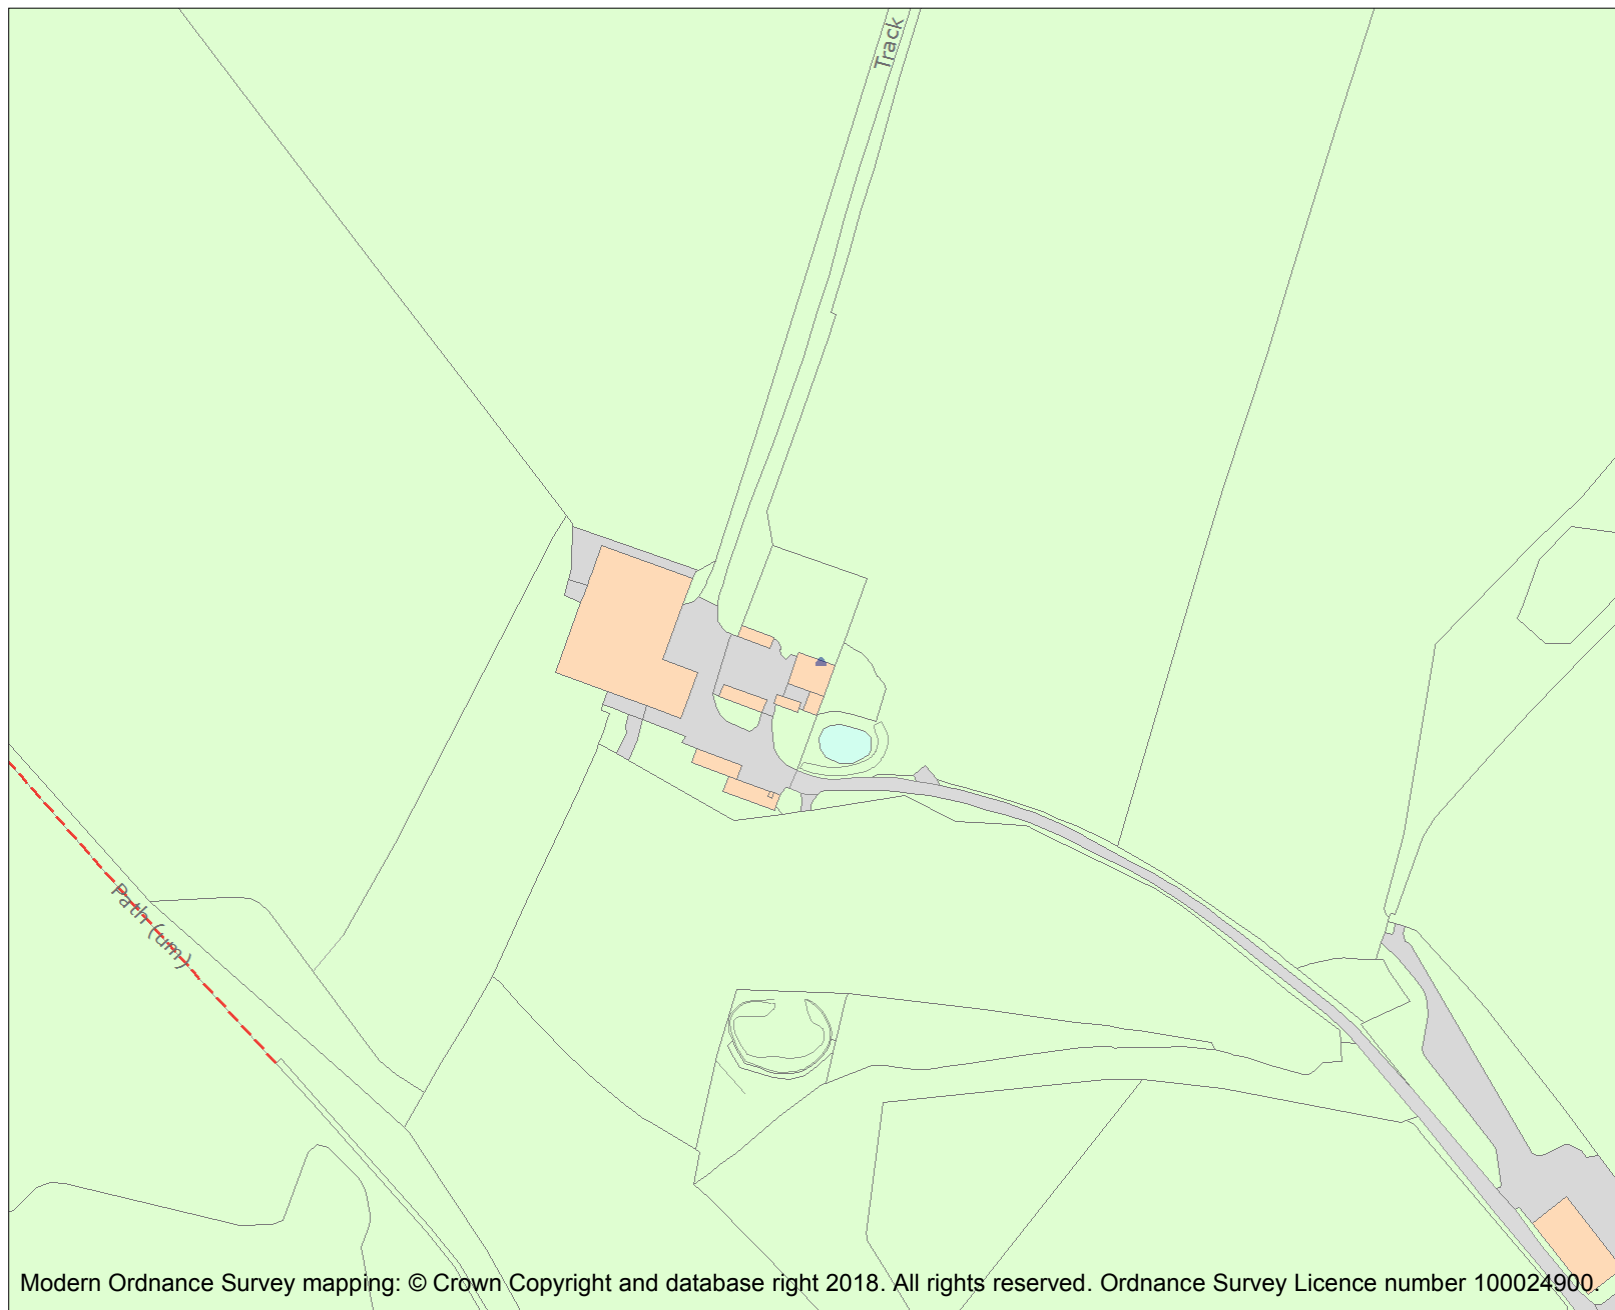 Track
Path (um)
Modern Ordnance Survey mapping: © Crown Copyright and database right 2018. All rights reserved. Ordnance Survey Licence number 100024900.